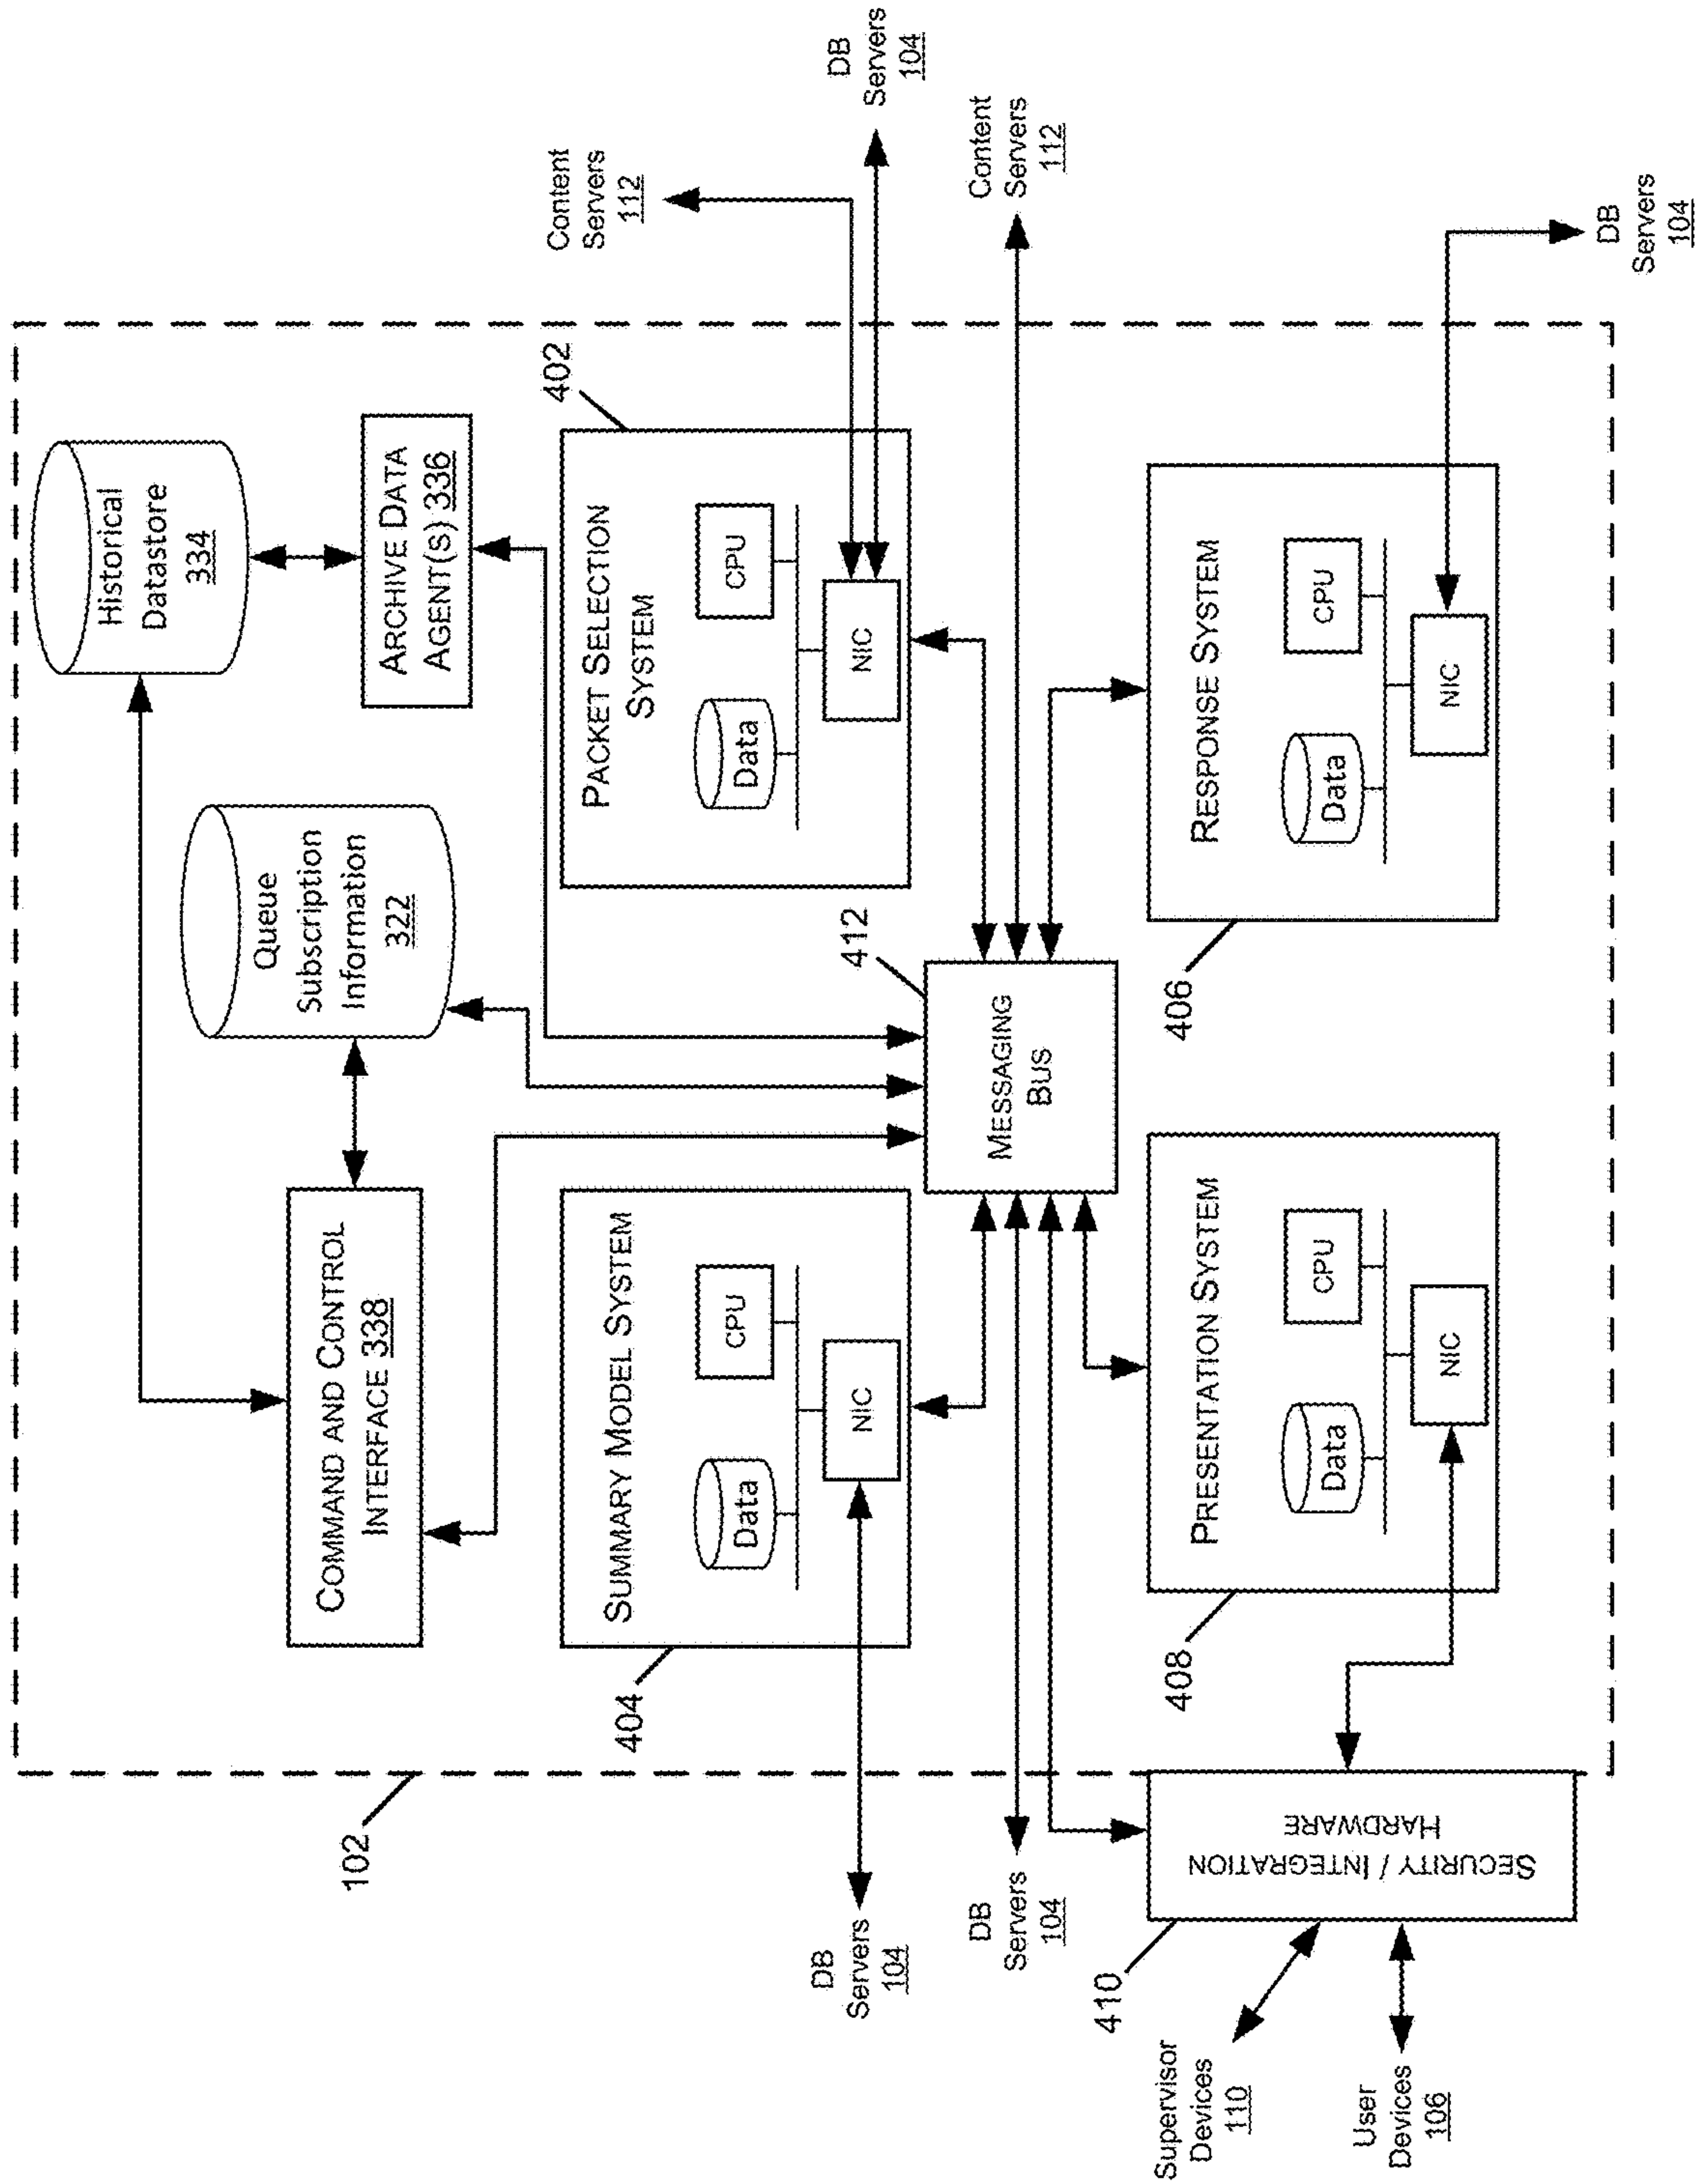 102
Historical
Datastore
334
Queue
Subscription
Information
322
COMMAND AND CONTROL
INTERFACE 338
ARCHIVE DATA
AGENT(S) 336
404
SUMMARY MODEL SYSTEM
Data
CPU
NIC
DB
Servers
104
402
PACKET SELECTION
SYSTEM
Data
CPU
NIC
Content
Servers
112
DB
Servers
104
412
MESSAGING
BUS
DB
Servers
104
Content
Servers
112
408
PRESENTATION SYSTEM
Data
CPU
NIC
406
RESPONSE SYSTEM
Data
CPU
NIC
DB
Servers
104
410
SECURITY / INTEGRATION
HARDWARE
Supervisor
Devices
110
User
Devices
106